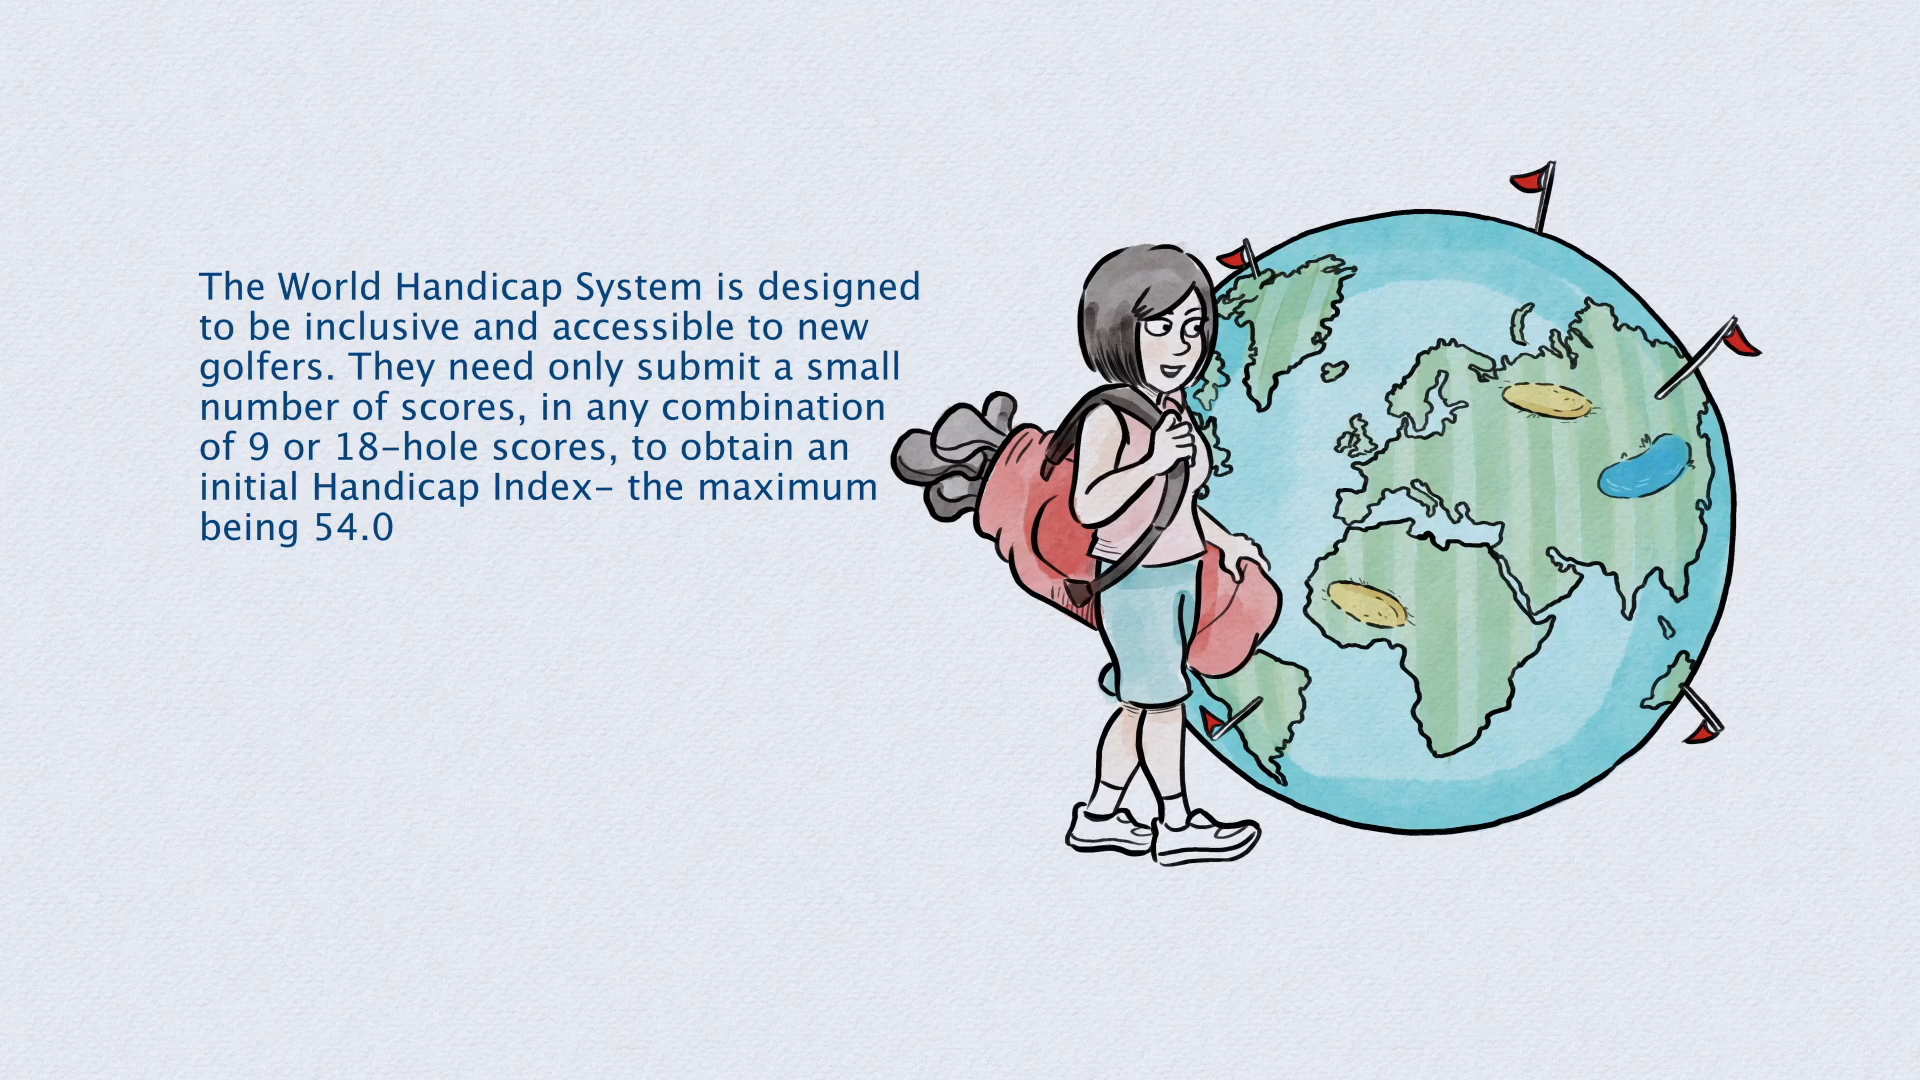 The World Handicap System is designed
to be inclusive and accessible to new
golfers. They need only submit a small
number of scores, in any combination
of 9 or 18-hole scores, to obtain an
initial Handicap Index- the maximum
being 54.0